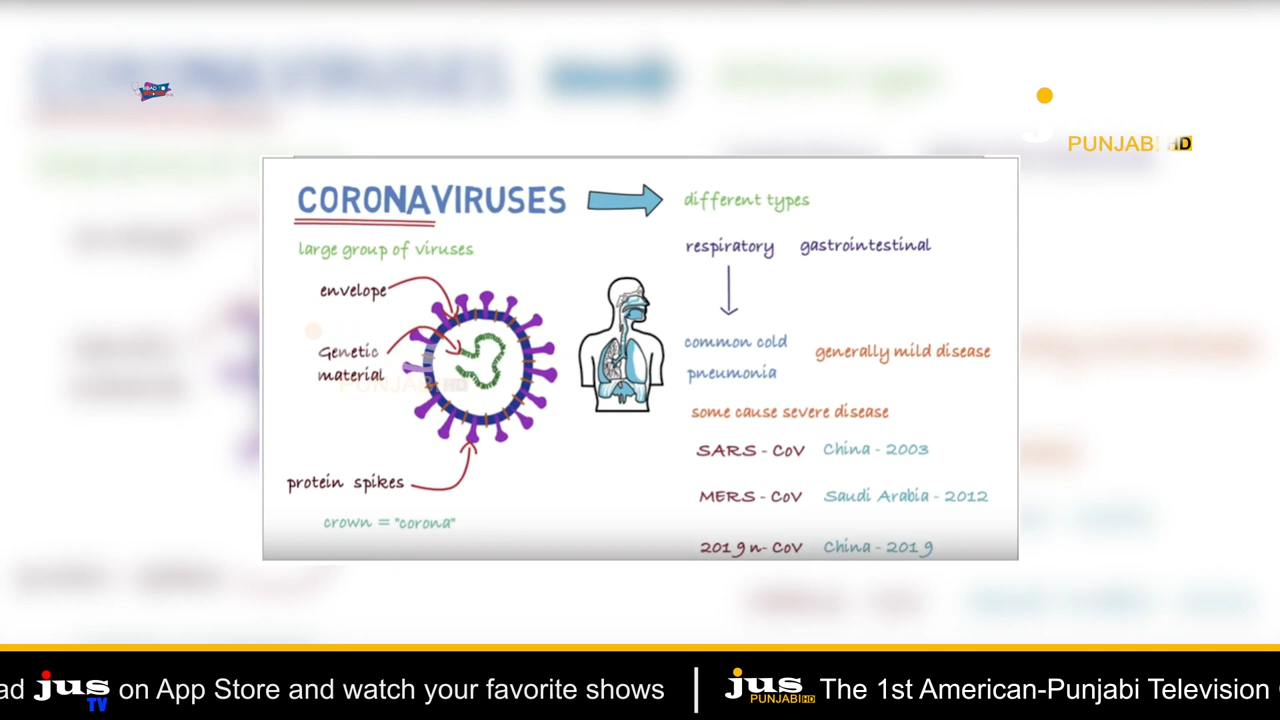 PUNJABI HD
CORONAVIRUSES
different types
large group of viruses
respiratory gastrointestinal
envelope
Genetic
material
common cold
generally mild disease
pneumonia
some cause severe disease
SARS - CoV China - 2003
protein spikes
MERS - CoV Saudi Arabia - 2012
crown = "corona"
2019 n- CoV China - 2019
ad jus TV on App Store and watch your favorite shows
jus PUNJABI HD The 1st American-Punjabi Television